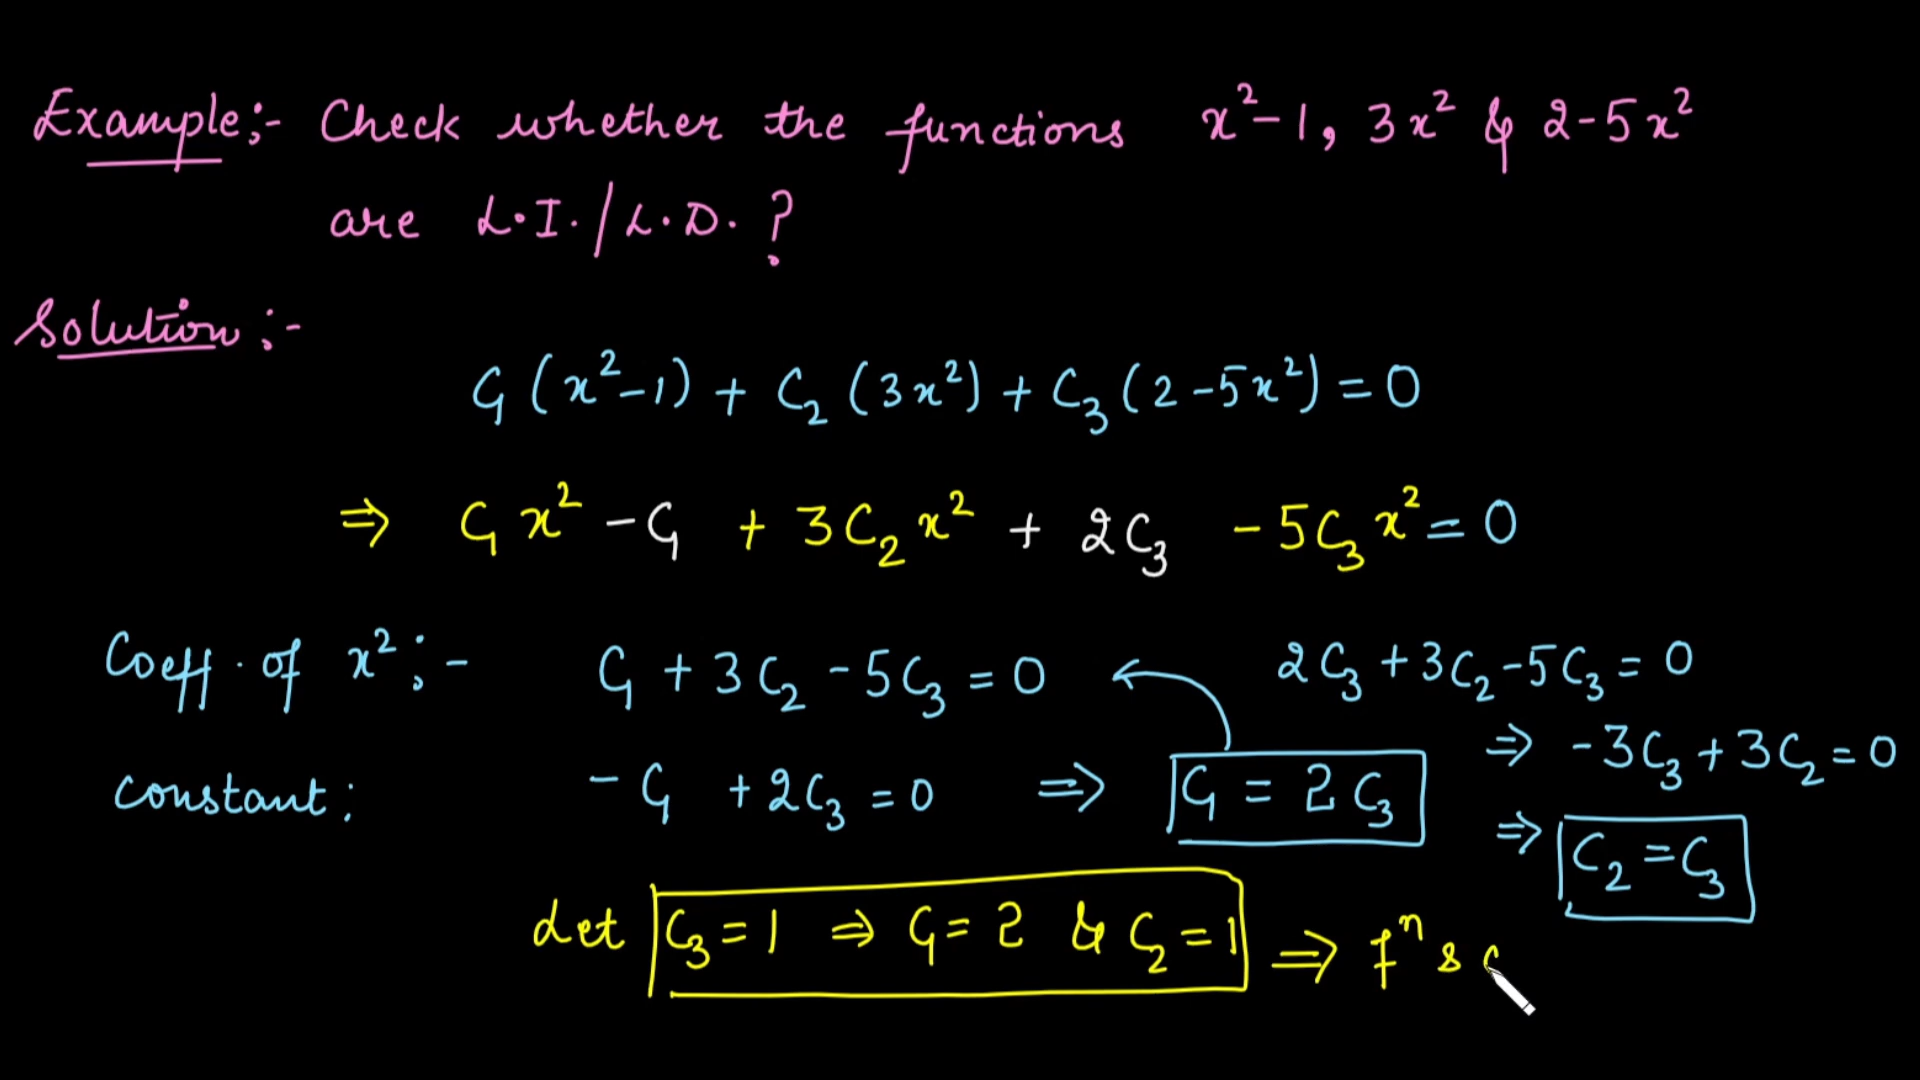 Example:- Check whether the functions x²-1, 3x² & 2-5x²
are L.I./L.D. ?
Solution:-
C₁(x²-1) + C₂(3x²) + C₃(2-5x²) = 0
⇒ C₁x² - C₁ + 3C₂x² + 2C₃ - 5C₃x² = 0
Coeff. of x²:- C₁ + 3C₂ - 5C₃ = 0
2C₃ + 3C₂ - 5C₃ = 0
⇒ -3C₃ + 3C₂ = 0
constant: -C₁ + 2C₃ = 0 ⇒ C₁ = 2C₃
⇒ C₂ = C₃
Let C₃ = 1 ⇒ C₁ = 2 & C₂ = 1 ⇒ fⁿs